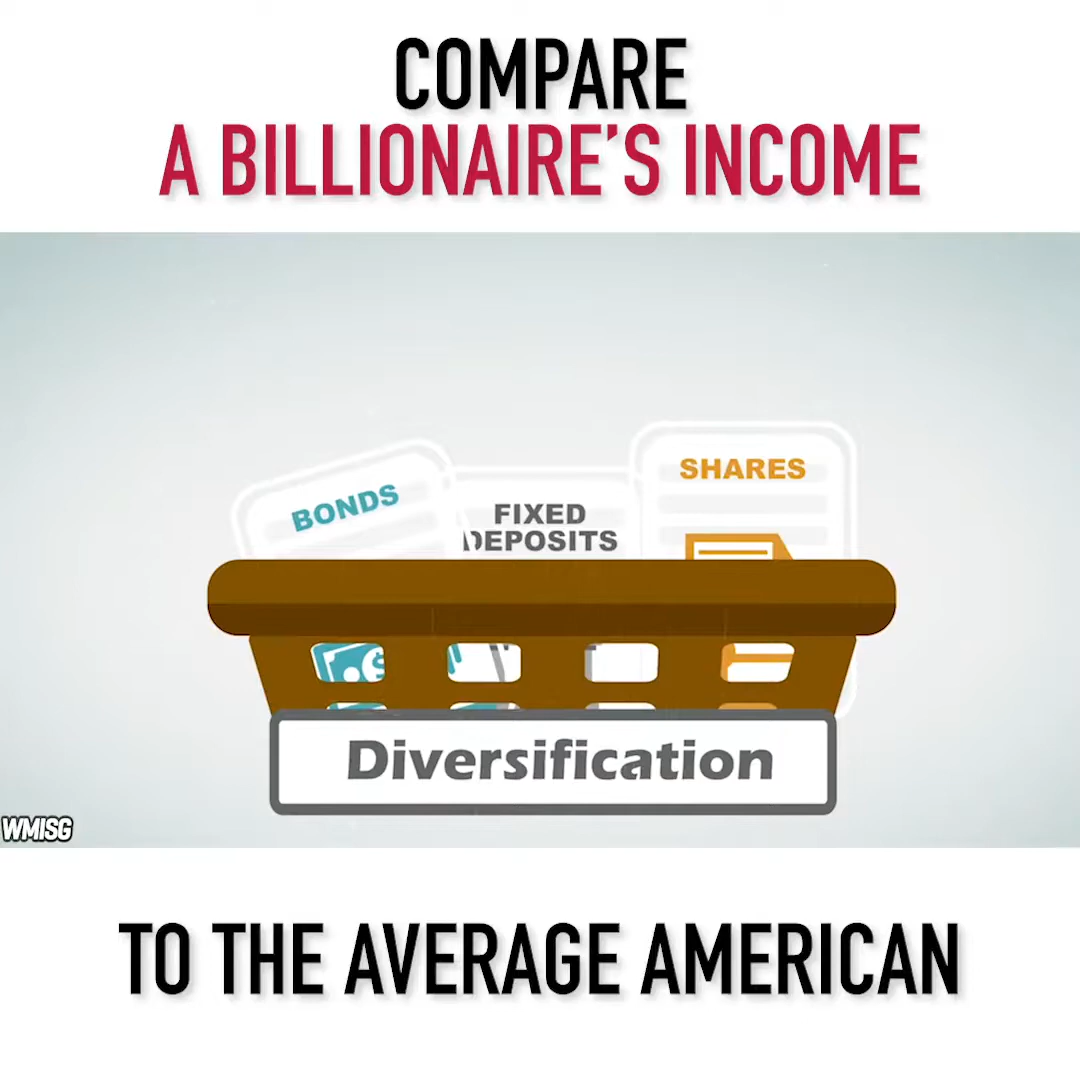 COMPARE
A BILLIONAIRE'S INCOME
BONDS
FIXED
DEPOSITS
SHARES
Diversification
WMISG
TO THE AVERAGE AMERICAN